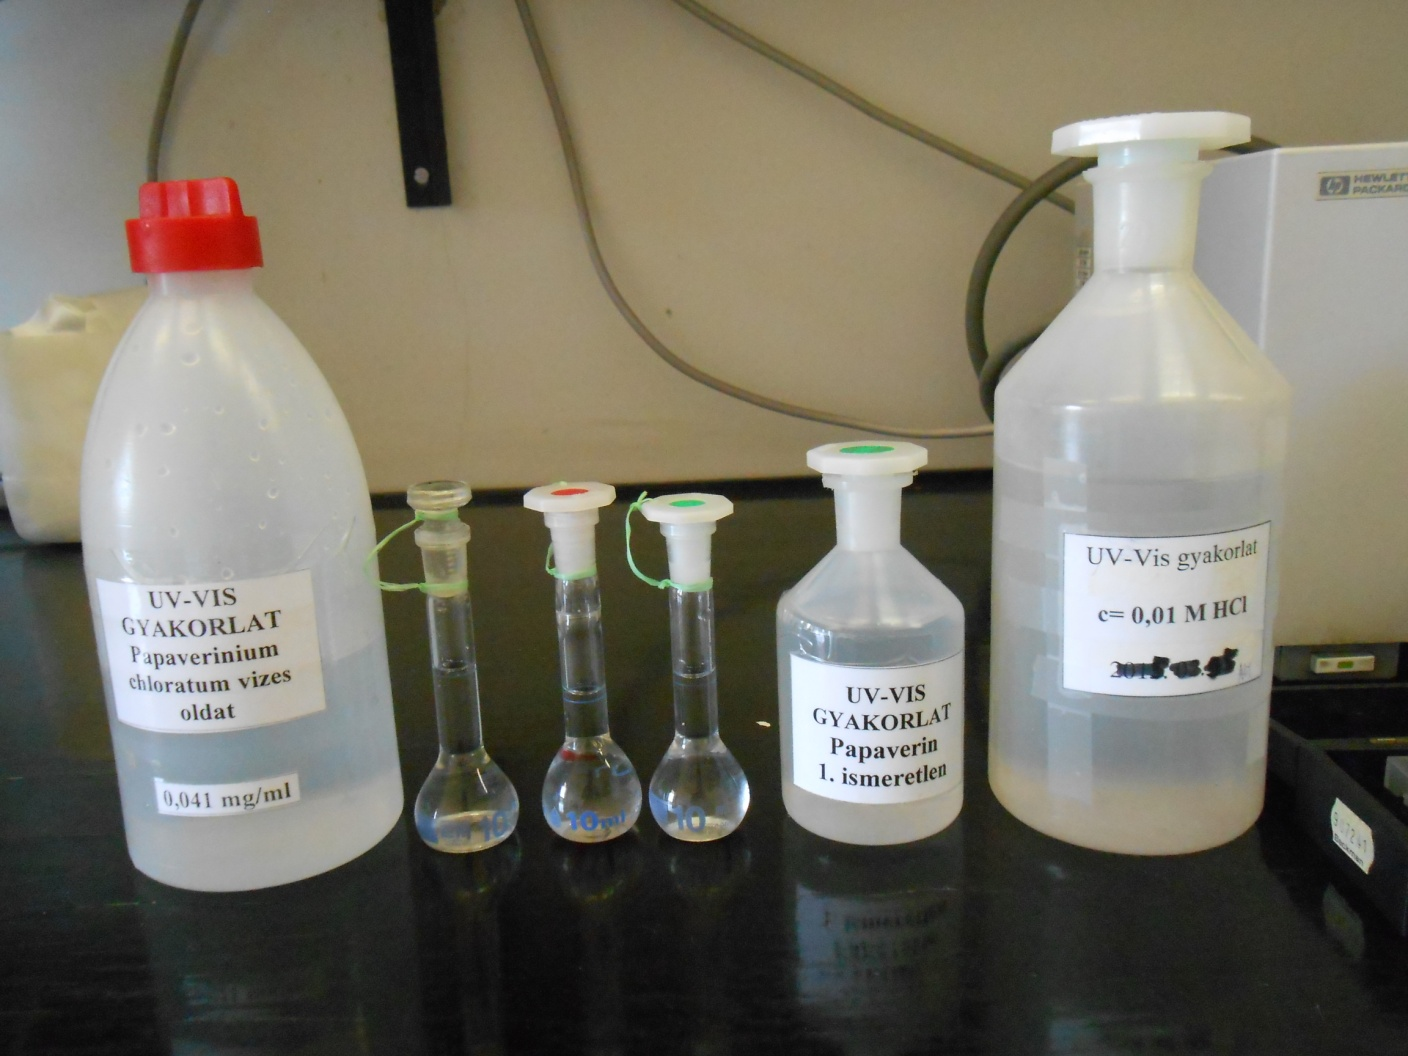 UV-VIS
GYAKORLAT
Papaverinium
chloratum vizes
oldat
0,041 mg/ml
10
10ml
10
UV-VIS
GYAKORLAT
Papaverin
1. ismeretlen
UV-Vis gyakorlat
c= 0,01 M HCl
hp HEWLETT
PACKARD